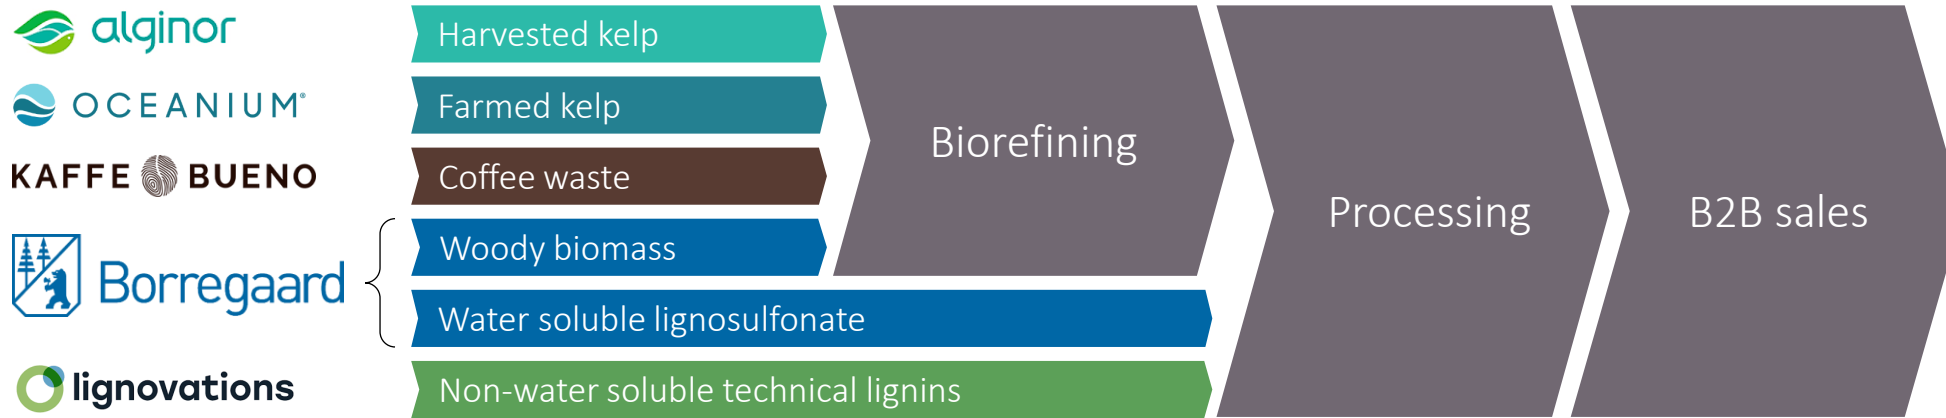 alginor
Harvested kelp
OCEANIUM®
Farmed kelp
KAFFE BUENO
Coffee waste
Biorefining
Borregaard
Woody biomass
Water soluble lignosulfonate
lignovations
Non-water soluble technical lignins
Processing
B2B sales